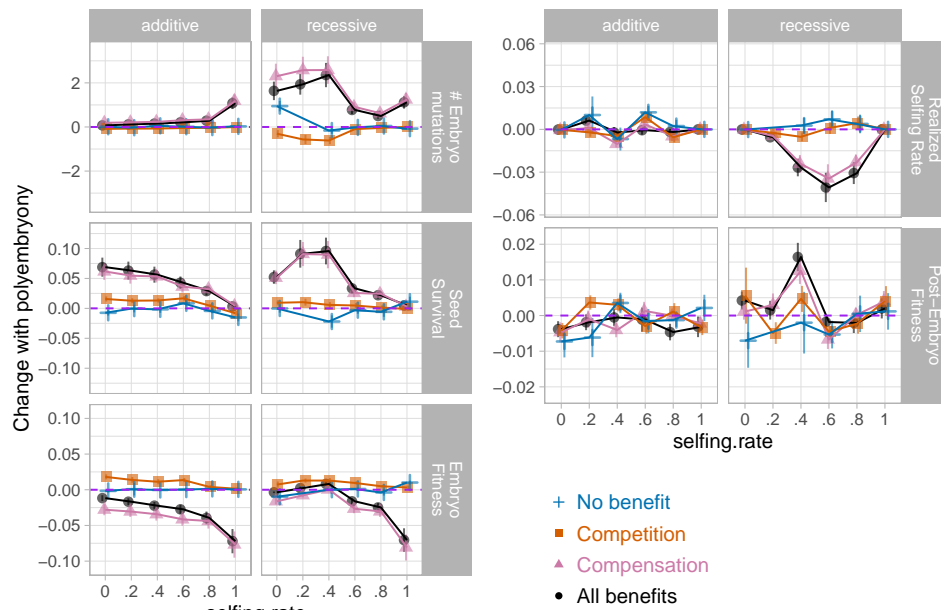 additive
recessive
2
0
−2
# Embryo
mutations
0.10
0.05
0.00
−0.05
−0.10
Seed
Survival
0.10
0.05
0.00
−0.05
−0.10
Embryo
Fitness
0 .2 .4 .6 .8 1
0 .2 .4 .6 .8 1
selfing.rate
Change with polyembryony
additive
recessive
0.06
0.03
0.00
−0.03
−0.06
Realized
Selfing Rate
0.02
0.01
0.00
−0.01
−0.02
Post−Embryo
Fitness
0 .2 .4 .6 .8 1
0 .2 .4 .6 .8 1
selfing.rate
No benefit
Competition
Compensation
All benefits